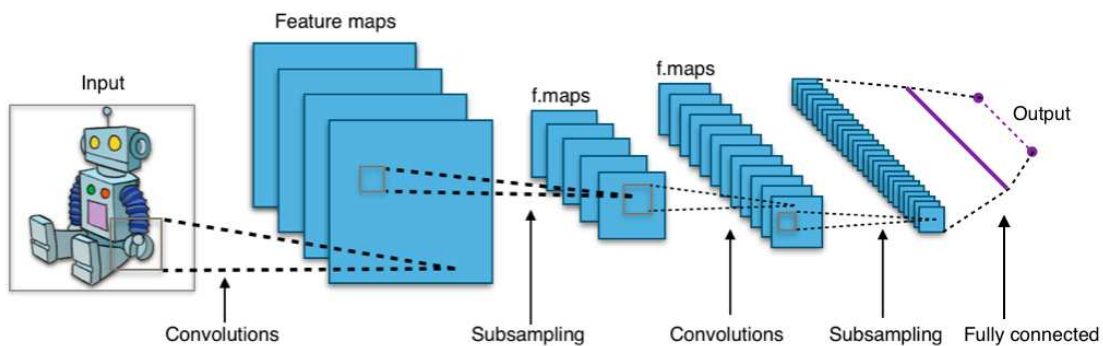 Feature maps
f.maps
Input
f.maps
Output
Convolutions
Subsampling
Convolutions
Subsampling
Fully connected